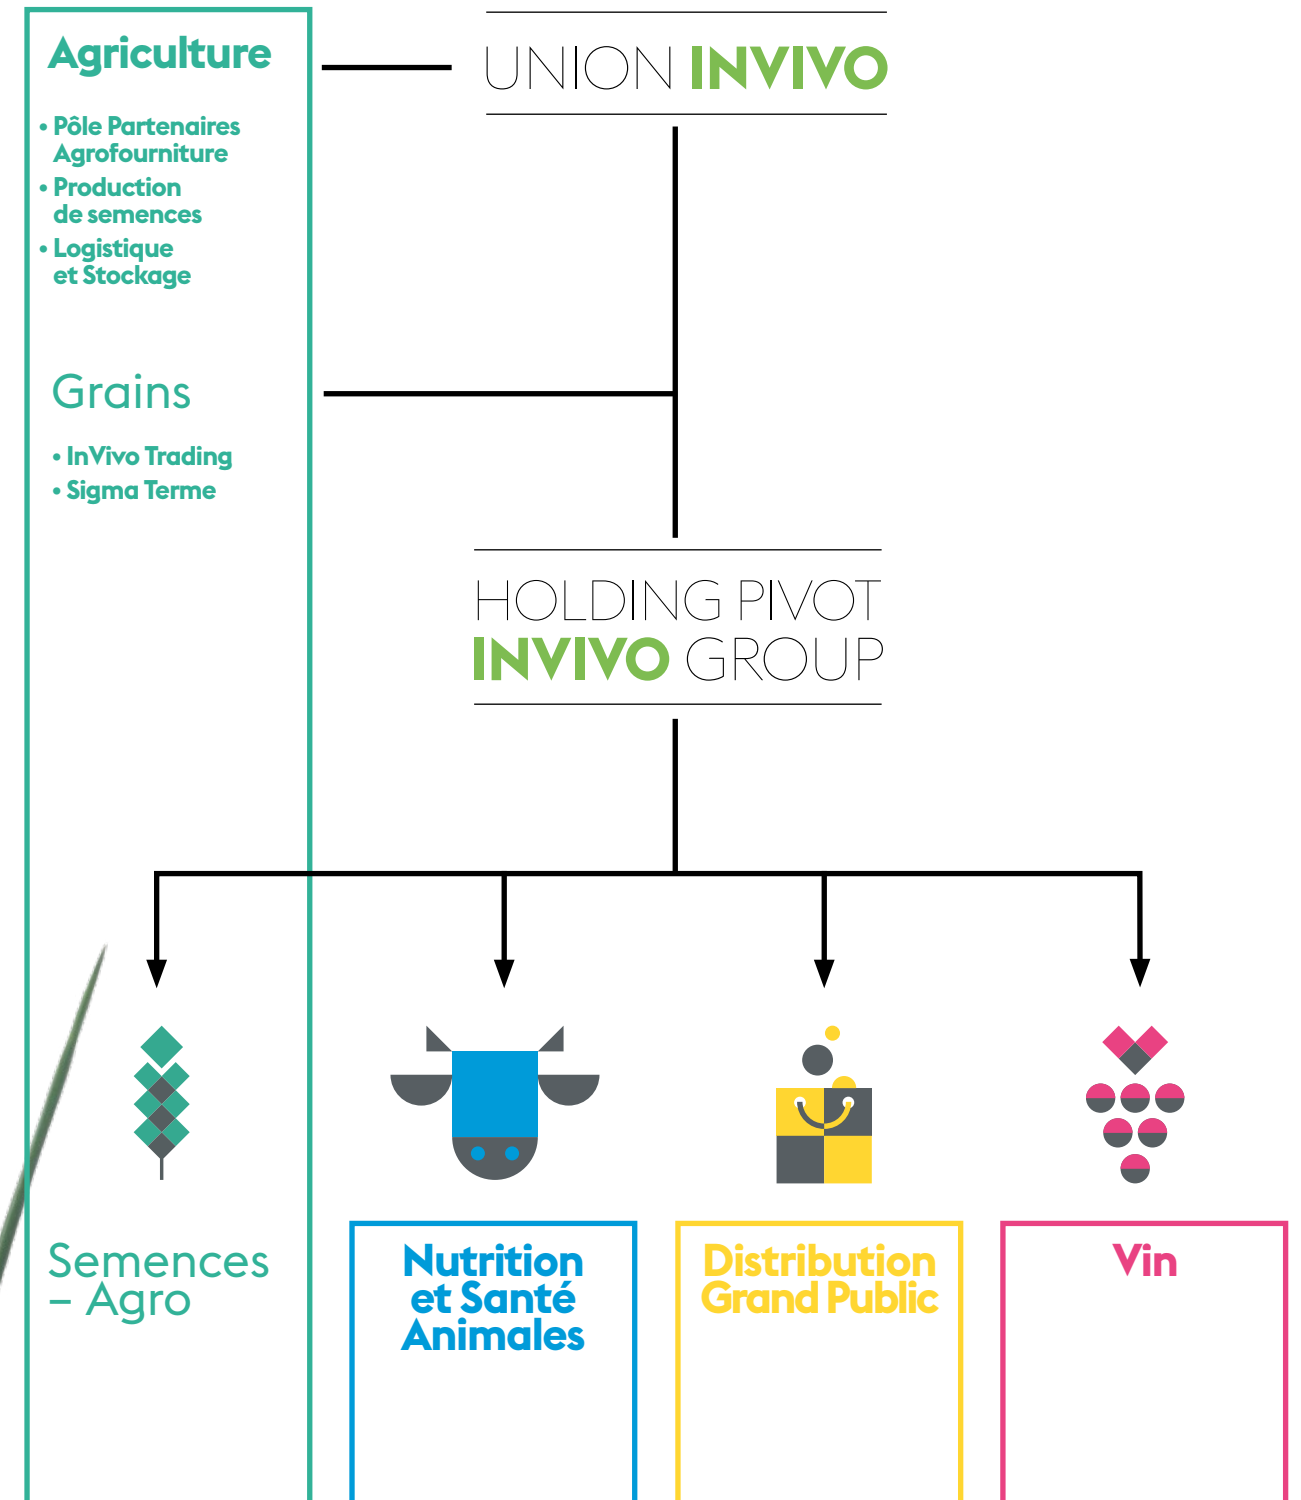 Agriculture
• Pôle Partenaires
Agrofourniture
• Production
de semences
• Logistique
et Stockage
Grains
• InVivo Trading
• Sigma Terme
UNION INVIVO
HOLDING PIVOT
INVIVO GROUP
Semences
– Agro
Nutrition
et Santé
Animales
Distribution
Grand Public
Vin